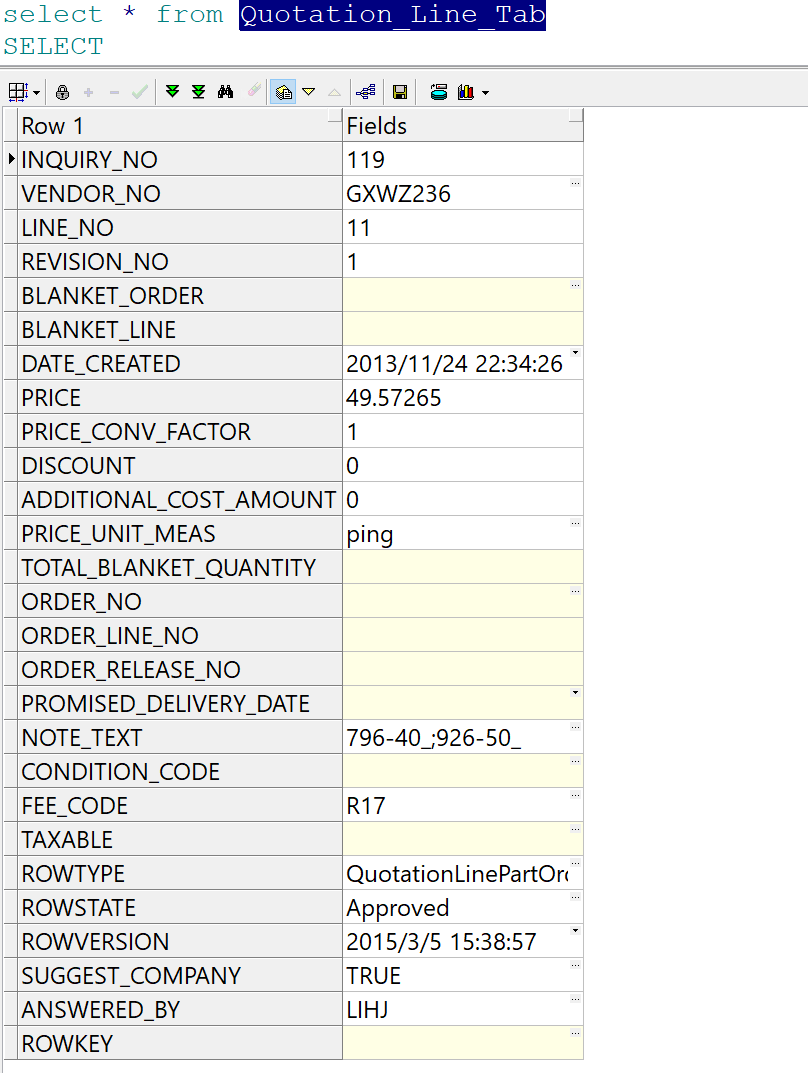 select * from Quotation_Line_Tab
SELECT
Row 1 Fields
INQUIRY_NO 119
VENDOR_NO GXWZ236
LINE_NO 11
REVISION_NO 1
BLANKET_ORDER
BLANKET_LINE
DATE_CREATED 2013/11/24 22:34:26
PRICE 49.57265
PRICE_CONV_FACTOR 1
DISCOUNT 0
ADDITIONAL_COST_AMOUNT 0
PRICE_UNIT_MEAS ping
TOTAL_BLANKET_QUANTITY
ORDER_NO
ORDER_LINE_NO
ORDER_RELEASE_NO
PROMISED_DELIVERY_DATE
NOTE_TEXT 796-40_;926-50_
CONDITION_CODE
FEE_CODE R17
TAXABLE
ROWTYPE QuotationLinePartOrd
ROWSTATE Approved
ROWVERSION 2015/3/5 15:38:57
SUGGEST_COMPANY TRUE
ANSWERED_BY LIHJ
ROWKEY